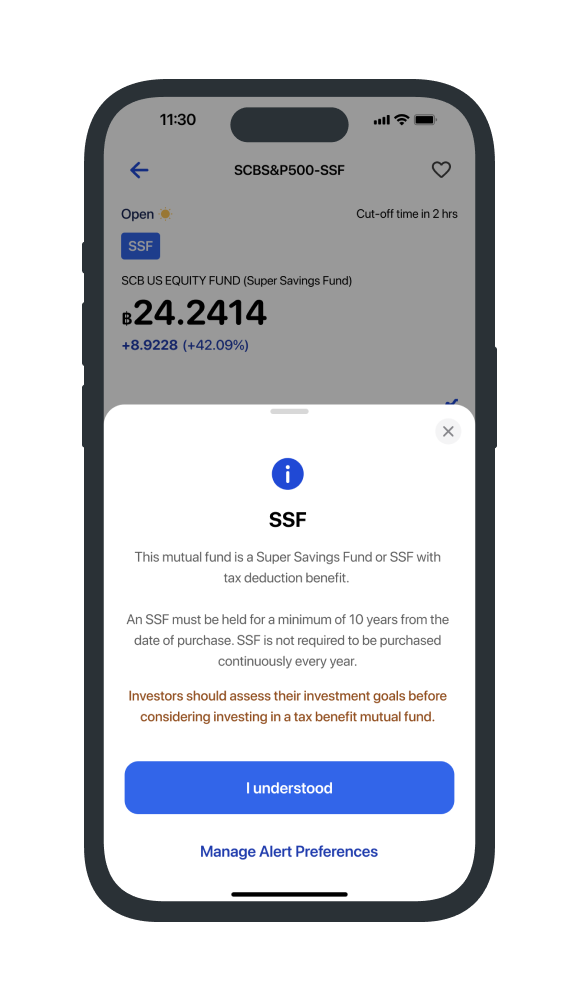 11:30
SCBS&P500-SSF
Open
Cut-off time in 2 hrs
SSF
SCB US EQUITY FUND (Super Savings Fund)
฿24.2414
+8.9228 (+42.09%)
SSF
This mutual fund is a Super Savings Fund or SSF with
tax deduction benefit.
An SSF must be held for a minimum of 10 years from the
date of purchase. SSF is not required to be purchased
continuously every year.
Investors should assess their investment goals before
considering investing in a tax benefit mutual fund.
I understood
Manage Alert Preferences